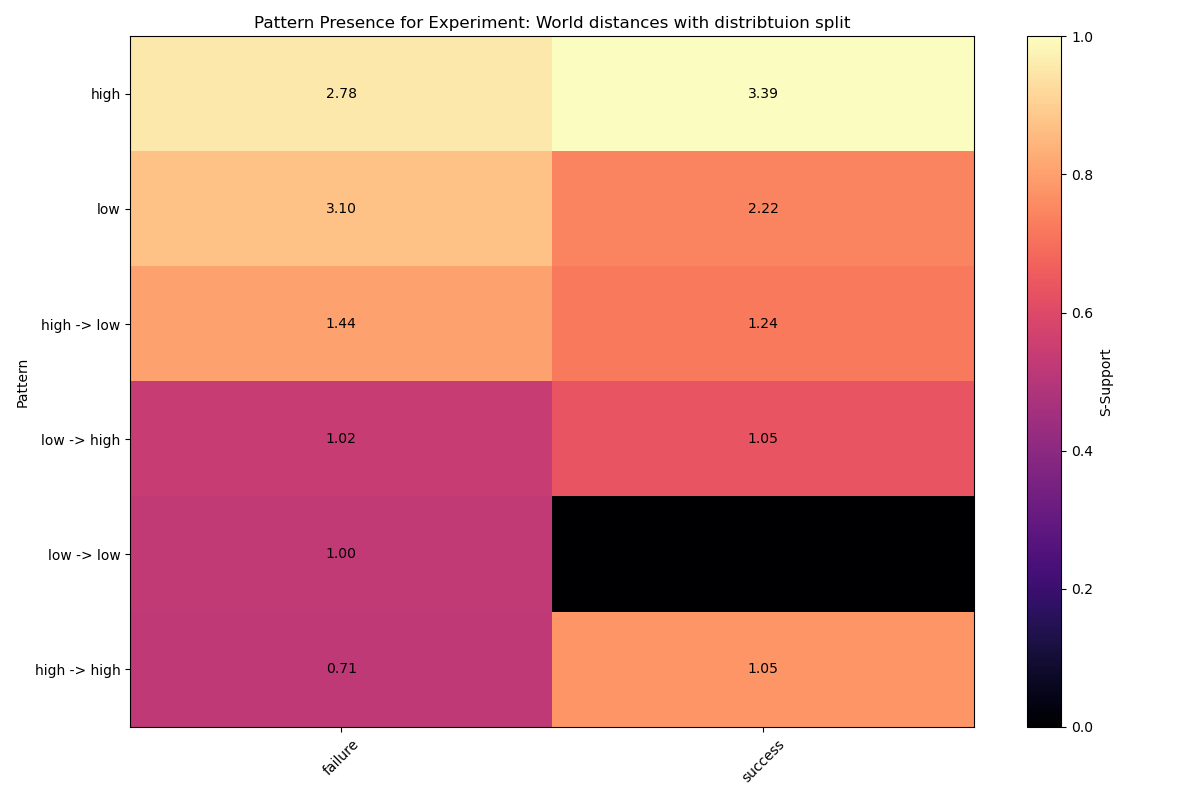 Pattern Presence for Experiment: World distances with distribtuion split
high
2.78
3.39
low
3.10
2.22
high -> low
1.44
1.24
low -> high
1.02
1.05
low -> low
1.00
high -> high
0.71
1.05
failure
success
Pattern
1.0
0.8
0.6
0.4
0.2
0.0
S-Support